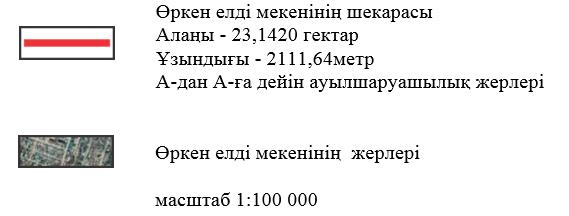 Өркен елді мекенінің шекарасы
Алаңы - 23,1420 гектар
Ұзындығы - 2111,64метр
А-дан А-ға дейін ауылшаруашылық жерлері
Өркен елді мекенінің жерлері
масштаб 1:100 000